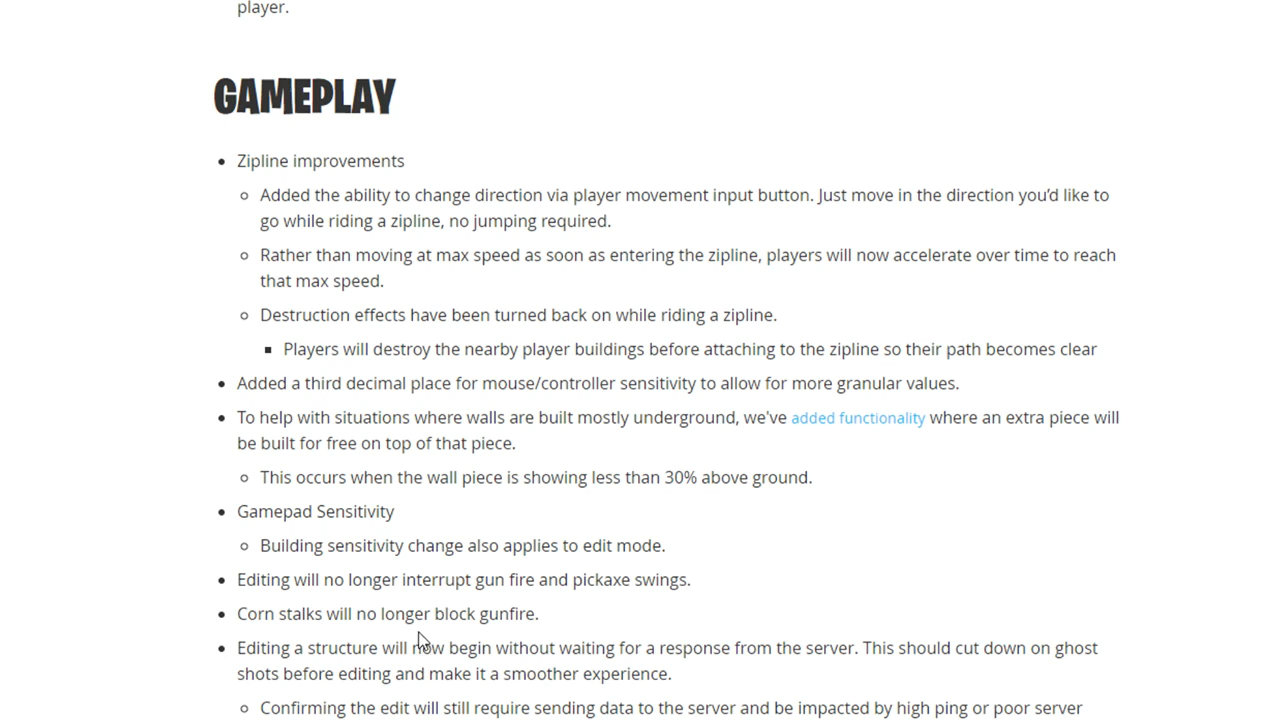 player.
GAMEPLAY
Zipline improvements
Added the ability to change direction via player movement input button. Just move in the direction you’d like to
go while riding a zipline, no jumping required.
Rather than moving at max speed as soon as entering the zipline, players will now accelerate over time to reach
that max speed.
Destruction effects have been turned back on while riding a zipline.
Players will destroy the nearby player buildings before attaching to the zipline so their path becomes clear
Added a third decimal place for mouse/controller sensitivity to allow for more granular values.
To help with situations where walls are built mostly underground, we've added functionality where an extra piece will
be built for free on top of that piece.
This occurs when the wall piece is showing less than 30% above ground.
Gamepad Sensitivity
Building sensitivity change also applies to edit mode.
Editing will no longer interrupt gun fire and pickaxe swings.
Corn stalks will no longer block gunfire.
Editing a structure will now begin without waiting for a response from the server. This should cut down on ghost
shots before editing and make it a smoother experience.
Confirming the edit will still require sending data to the server and be impacted by high ping or poor server